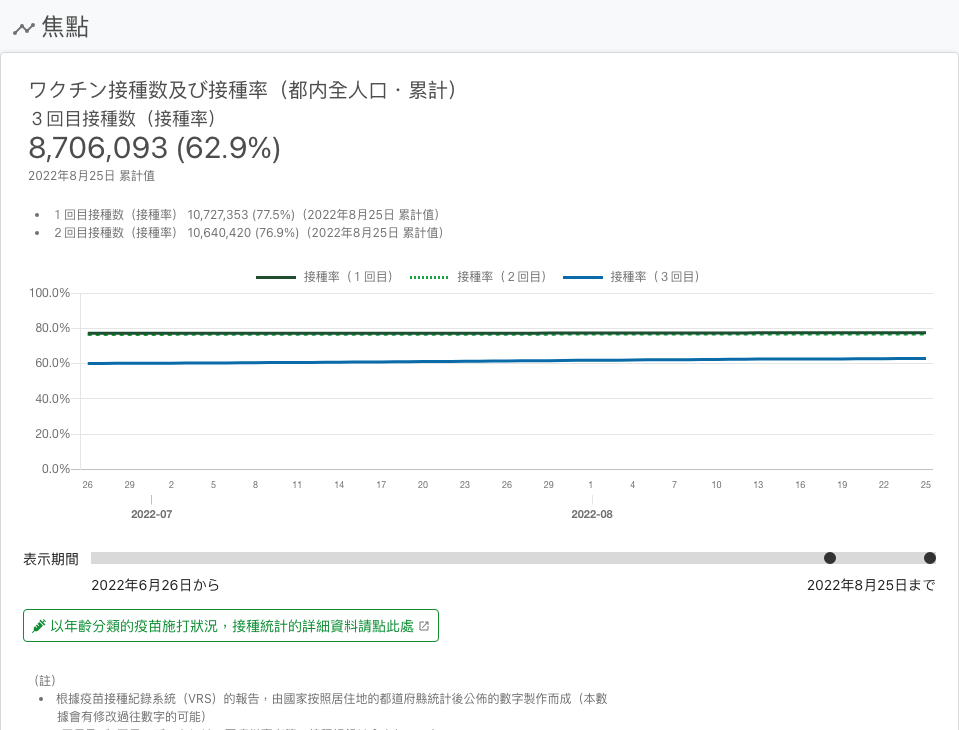 焦點
ワクチン接種数及び接種率（都内全人口・累計）
３回目接種数（接種率）
8,706,093 (62.9%)
2022年8月25日 累計值
• １回目接種数（接種率） 10,727,353 (77.5%)（2022年8月25日 累計值）
• ２回目接種数（接種率） 10,640,420 (76.9%)（2022年8月25日 累計值）
接種率（１回目） 接種率（２回目） 接種率（３回目）
100.0%
80.0%
60.0%
40.0%
20.0%
0.0%
26 29 2 5 8 11 14 17 20 23 26 29 1 4 7 10 13 16 19 22 25
2022-07 2022-08
表示期間
2022年6月26日から 2022年8月25日まで
以年齡分類的疫苗施打狀況，接種統計的詳細資料請點此處
（註）
• 根據疫苗接種紀錄系統（VRS）的報告，由國家按照居住地的都道府縣統計後公佈的數字製作而成（本數
據會有修改過往數字的可能）